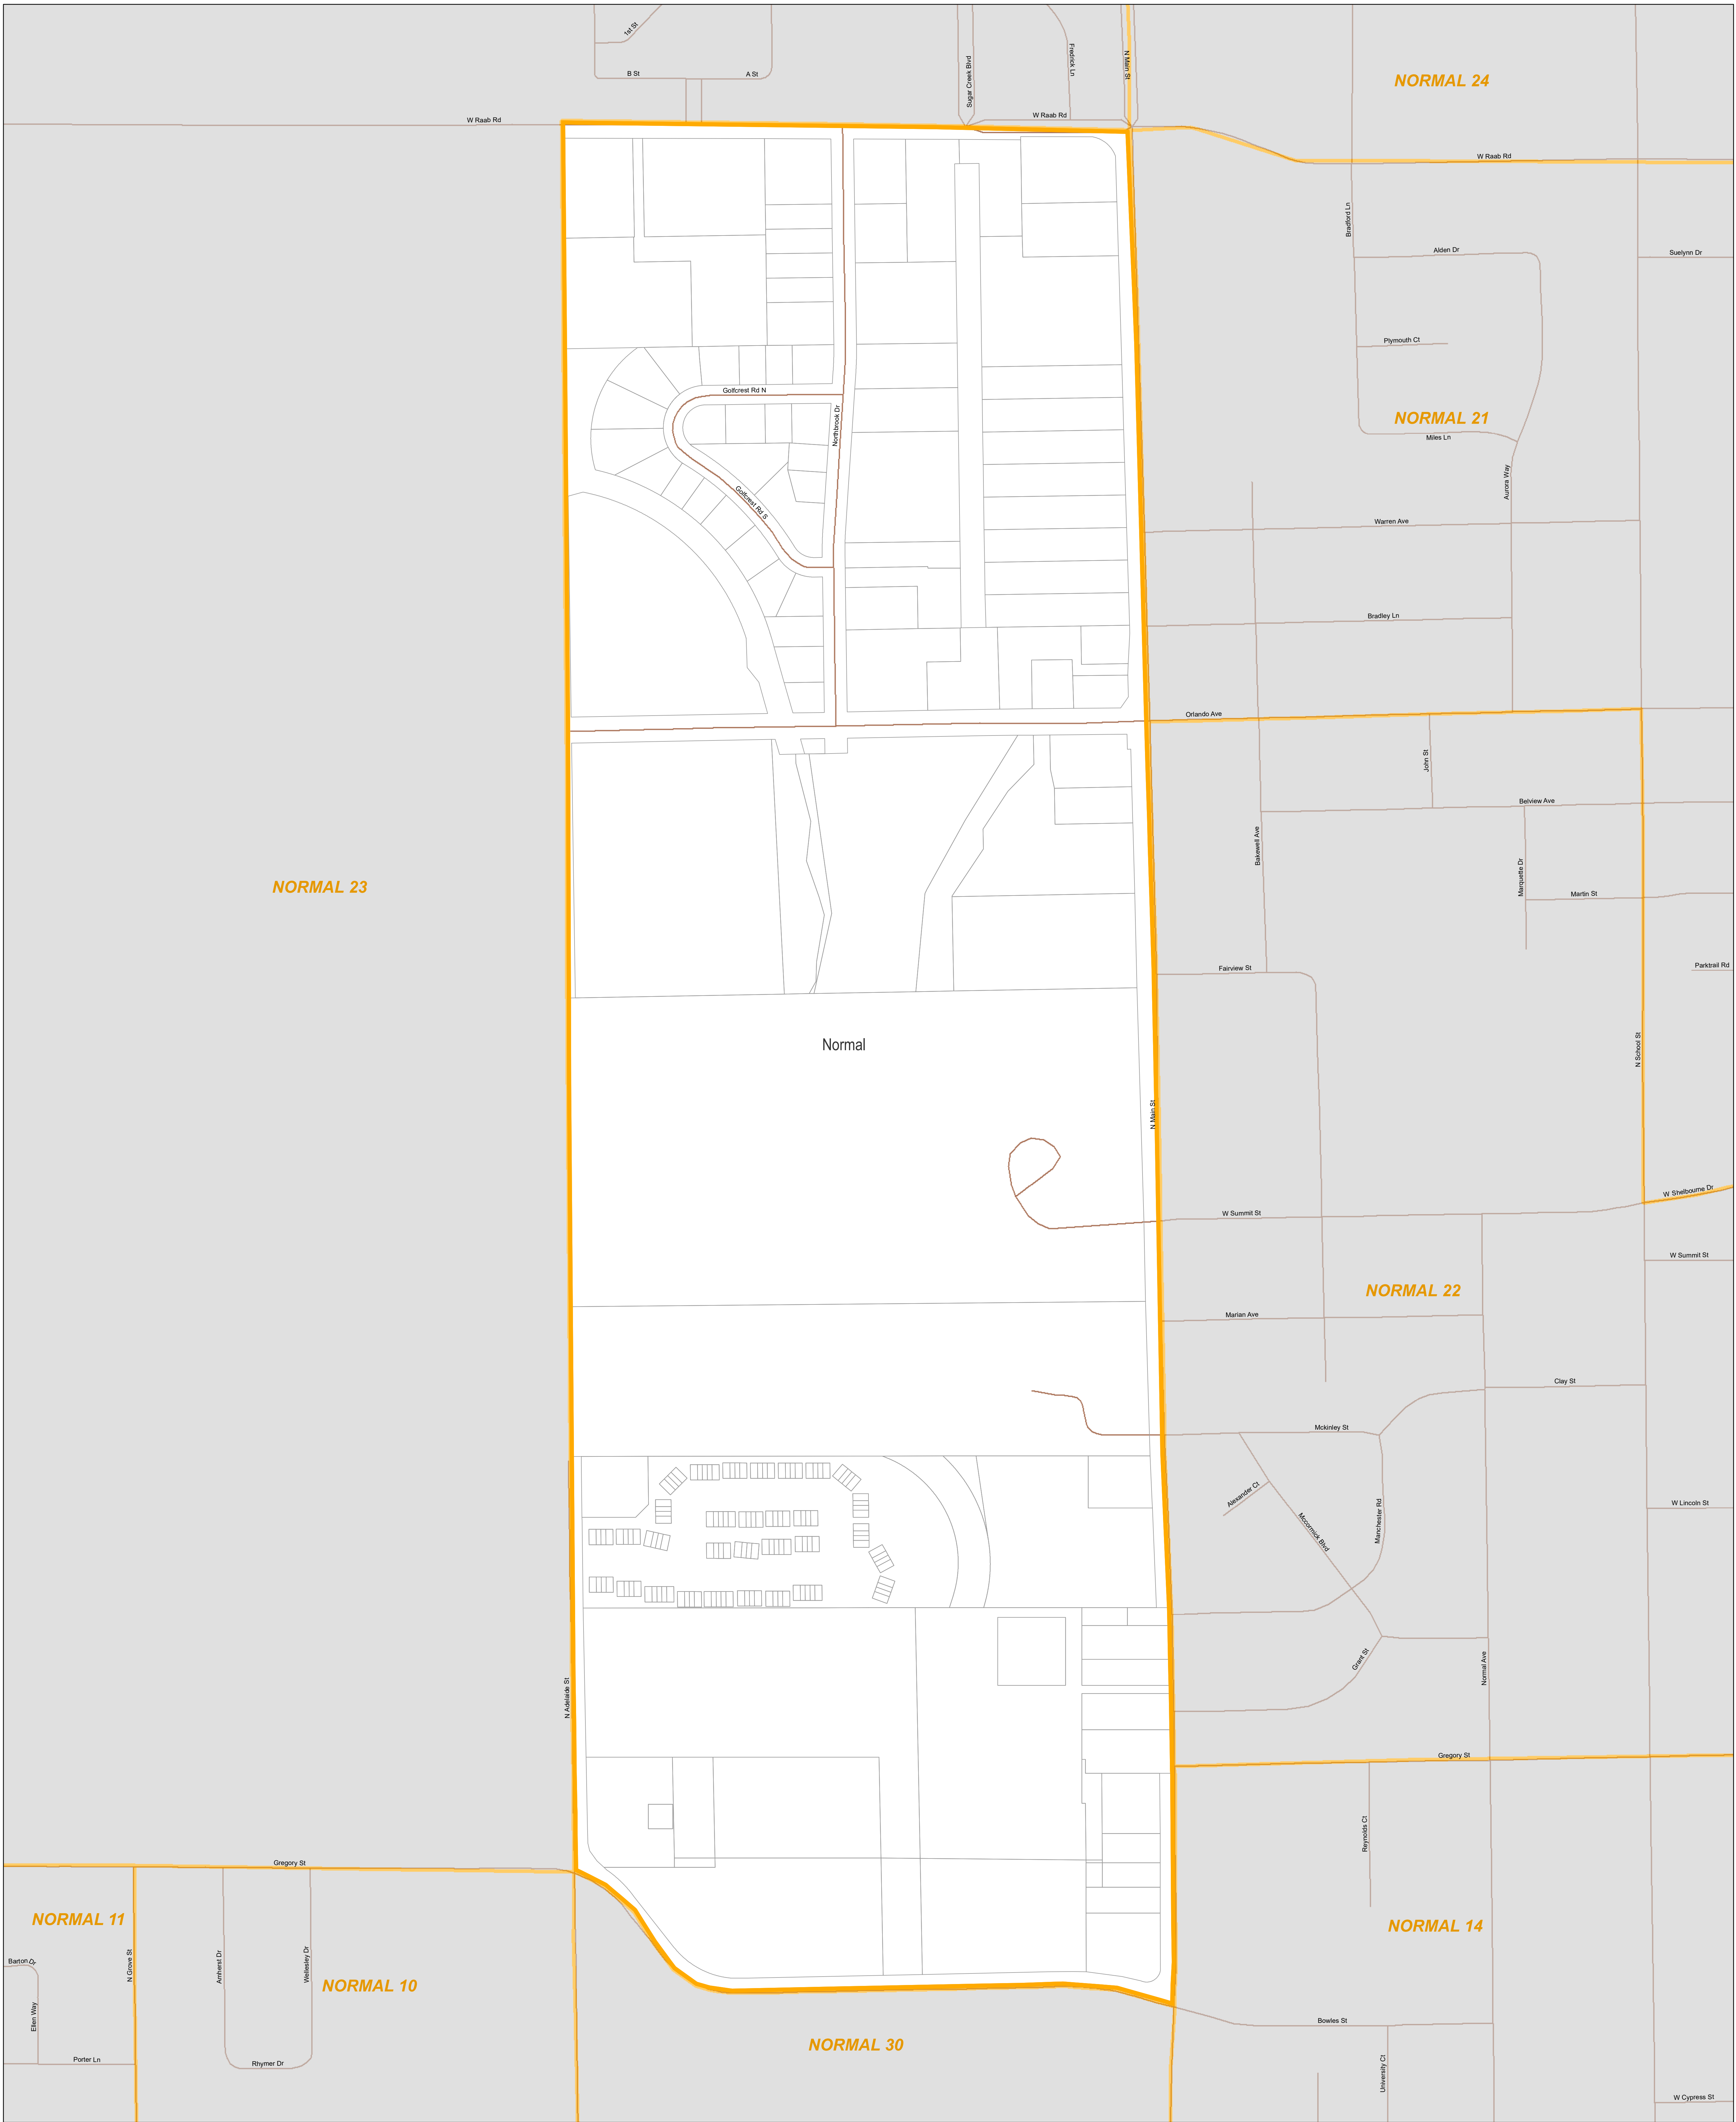 1st St
B St
A St
Sugar Creek Blvd
Fredrick Ln
N Main St
NORMAL 24
W Raab Rd
W Raab Rd
W Raab Rd
Bradford Ln
Alden Dr
Suelynn Dr
Plymouth Ct
Golfcrest Rd N
Northbrook Dr
NORMAL 21
Miles Ln
Golfcrest Rd S
Aurora Way
Warren Ave
Bradley Ln
Orlando Ave
John St
Belview Ave
Bakewell Ave
Marquette Dr
NORMAL 23
Martin St
Fairview St
Parktrail Rd
Normal
N School St
N Main St
W Shelbourne Dr
W Summit St
W Summit St
NORMAL 22
Marian Ave
Clay St
Mckinley St
Alexander Ct
Mccormick Blvd
Manchester Rd
W Lincoln St
Grant St
Normal Ave
N Adelaide St
Gregory St
Reynolds Ct
Gregory St
NORMAL 11
NORMAL 14
Barton Dr
N Grove St
Amherst Dr
Wellesley Dr
NORMAL 10
Ellen Way
Bowles St
NORMAL 30
Porter Ln
Rhymer Dr
University Ct
W Cypress St